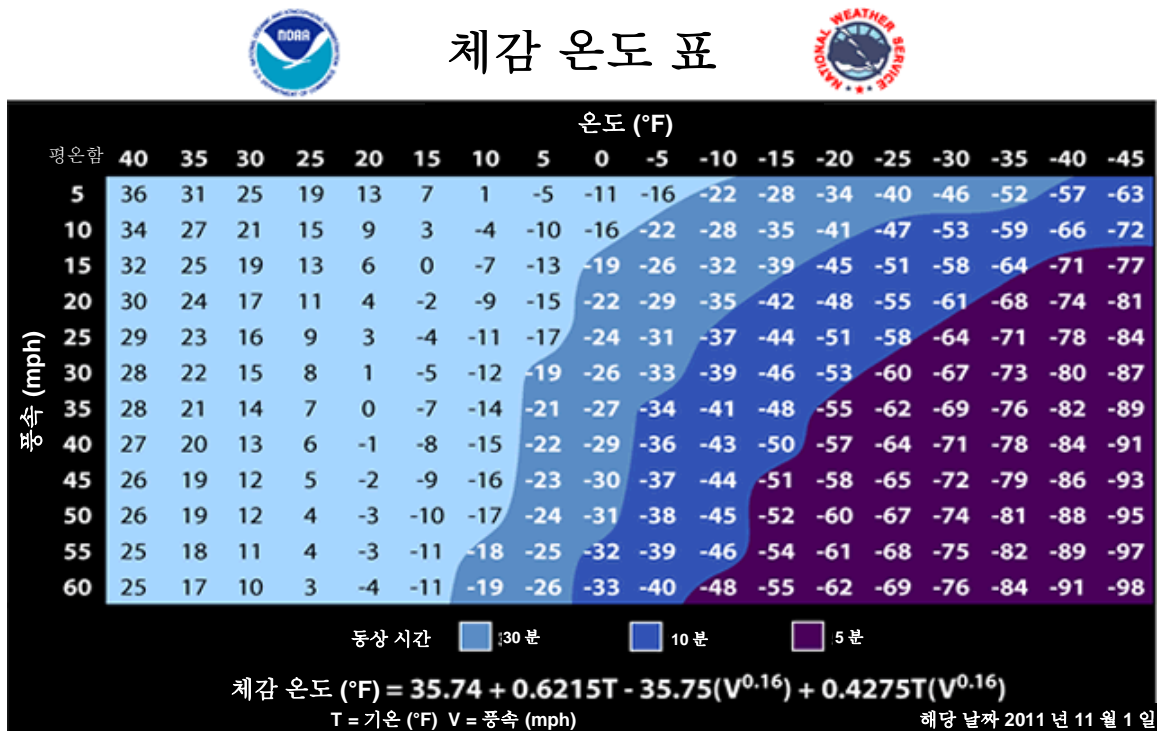 체감 온도 표
NOAA
NATIONAL WEATHER SERVICE
온도 (°F)
평온함 40 35 30 25 20 15 10 5 0 -5 -10 -15 -20 -25 -30 -35 -40 -45
5 36 31 25 19 13 7 1 -5 -11 -16 -22 -28 -34 -40 -46 -52 -57 -63
10 34 27 21 15 9 3 -4 -10 -16 -22 -28 -35 -41 -47 -53 -59 -66 -72
15 32 25 19 13 6 0 -7 -13 -19 -26 -32 -39 -45 -51 -58 -64 -71 -77
20 30 24 17 11 4 -2 -9 -15 -22 -29 -35 -42 -48 -55 -61 -68 -74 -81
25 29 23 16 9 3 -4 -11 -17 -24 -31 -37 -44 -51 -58 -64 -71 -78 -84
30 28 22 15 8 1 -5 -12 -19 -26 -33 -39 -46 -53 -60 -67 -73 -80 -87
35 28 21 14 7 0 -7 -14 -21 -27 -34 -41 -48 -55 -62 -69 -76 -82 -89
40 27 20 13 6 -1 -8 -15 -22 -29 -36 -43 -50 -57 -64 -71 -78 -84 -91
45 26 19 12 5 -2 -9 -16 -23 -30 -37 -44 -51 -58 -65 -72 -79 -86 -93
50 26 19 12 4 -3 -10 -17 -24 -31 -38 -45 -52 -60 -67 -74 -81 -88 -95
55 25 18 11 4 -3 -11 -18 -25 -32 -39 -46 -54 -61 -68 -75 -82 -89 -97
60 25 17 10 3 -4 -11 -19 -26 -33 -40 -48 -55 -62 -69 -76 -84 -91 -98
풍속 (mph)
동상 시간 30 분 10 분 5 분
체감 온도 (°F) = 35.74 + 0.6215T - 35.75(V^0.16) + 0.4275T(V^0.16)
T = 기온 (°F) V = 풍속 (mph) 해당 날짜 2011 년 11 월 1 일